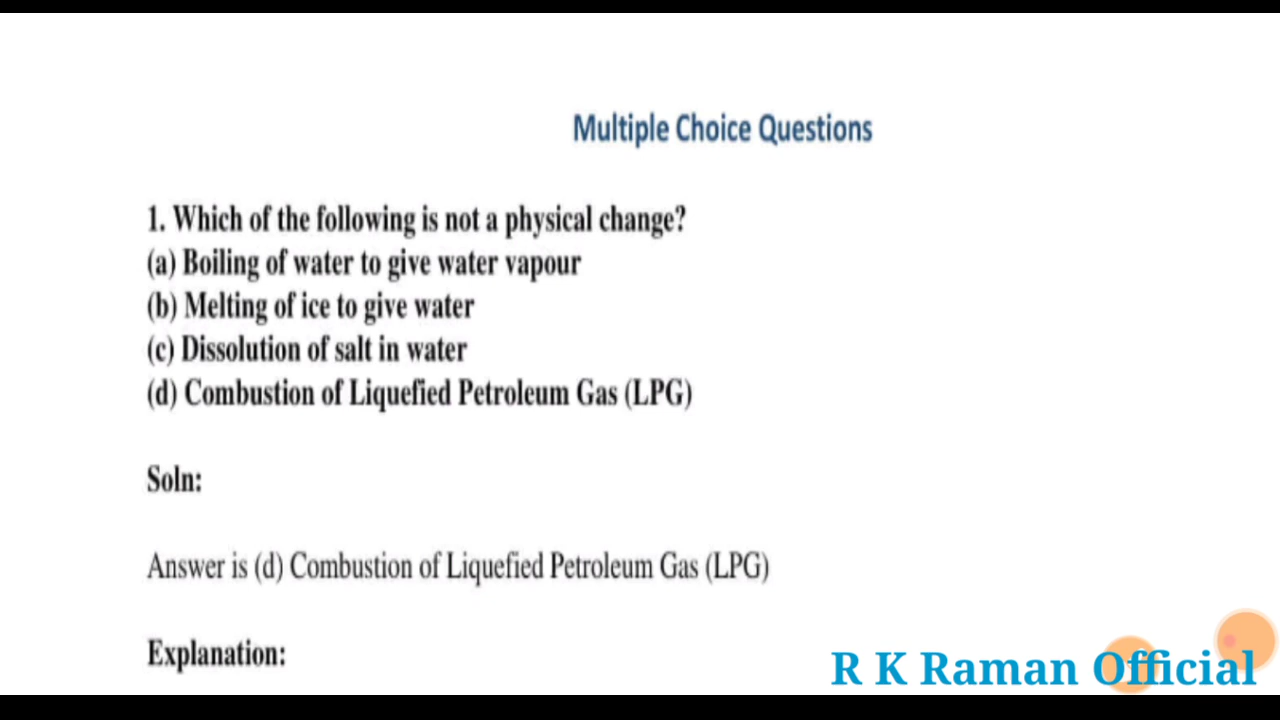 Multiple Choice Questions
1. Which of the following is not a physical change?
(a) Boiling of water to give water vapour
(b) Melting of ice to give water
(c) Dissolution of salt in water
(d) Combustion of Liquefied Petroleum Gas (LPG)
Soln:
Answer is (d) Combustion of Liquefied Petroleum Gas (LPG)
Explanation:
R K Raman Official